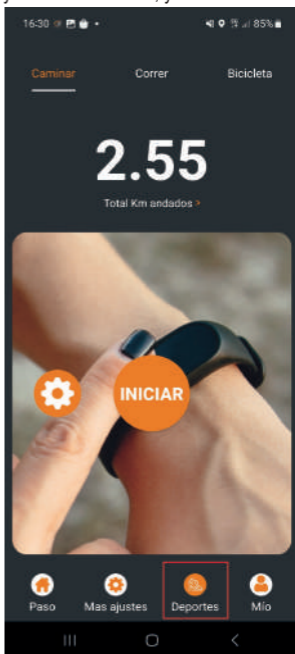 16:30
85%
Caminar Correr Bicicleta
2.55
Total Km andados >
INICIAR
Paso Mas ajustes Deportes Mío